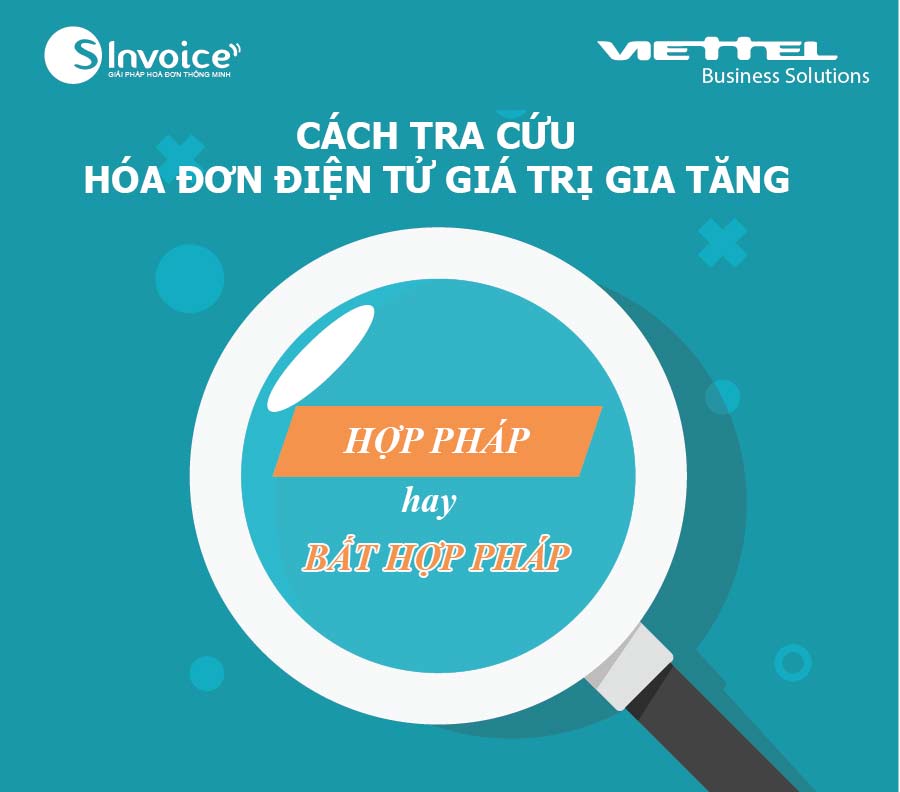 S Invoice
GIẢI PHÁP HOÁ ĐƠN THÔNG MINH
VIETTEL
Business Solutions
CÁCH TRA CỨU
HÓA ĐƠN ĐIỆN TỬ GIÁ TRỊ GIA TĂNG
HỢP PHÁP
hay
BẤT HỢP PHÁP